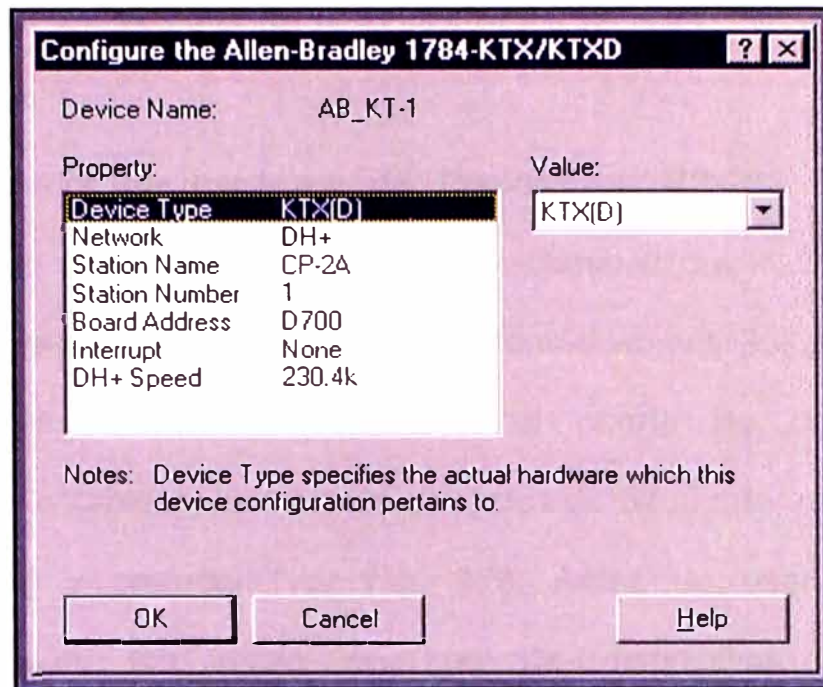 Configure the Allen-Bradley 1784-KTX/KTXD ? ×
Device Name: AB_KT-1
Property: Value:
Device Type KTX(D) KTX(D)
Network DH+
Station Name CP-2A
Station Number 1
Board Address D700
Interrupt None
DH+ Speed 230.4k
Notes: Device Type specifies the actual hardware which this
device configuration pertains to.
OK Cancel Help